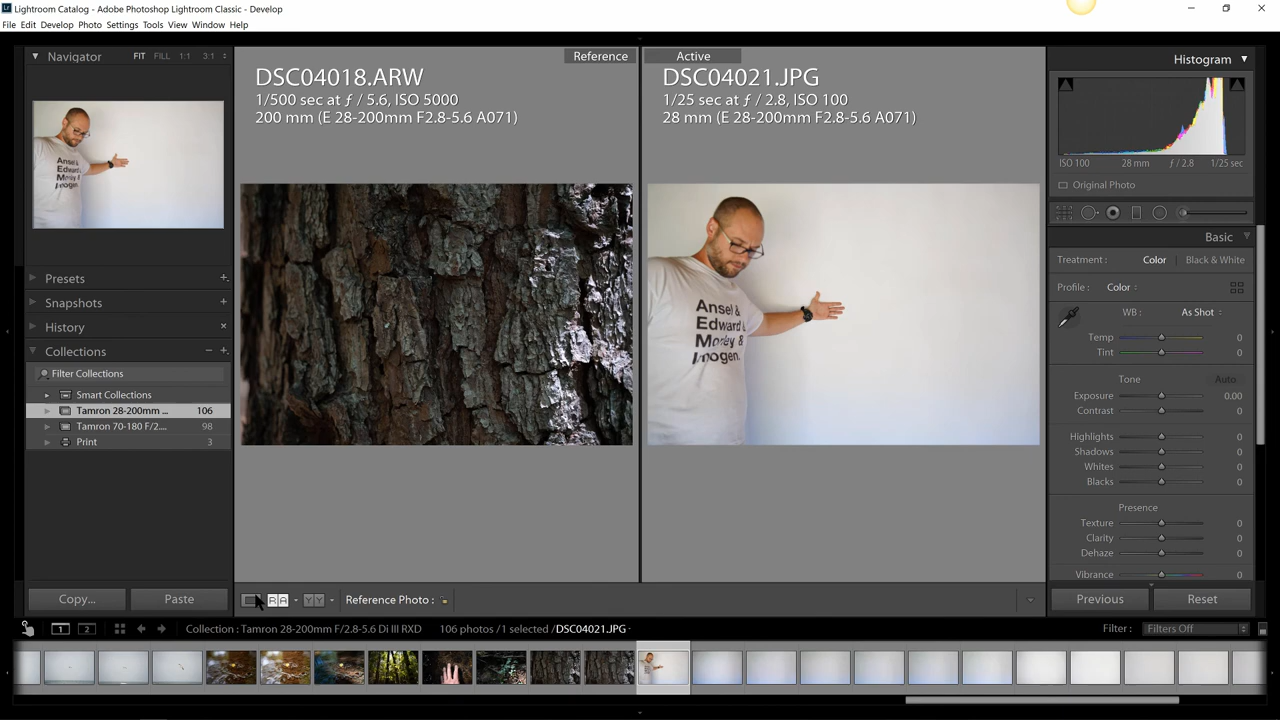 Lightroom Catalog - Adobe Photoshop Lightroom Classic - Develop
File Edit Develop Photo Settings Tools View Window Help
Navigator FIT FILL 1:1 3:1
Ansel &
Edward &
Morley &
Imogen.
Presets
Snapshots
History
Collections
Filter Collections
Smart Collections
Tamron 28-200mm ... 106
Tamron 70-180 F/2.... 98
Print 3
Copy... Paste
Reference
DSC04018.ARW
1/500 sec at ƒ / 5.6, ISO 5000
200 mm (E 28-200mm F2.8-5.6 A071)
Active
DSC04021.JPG
1/25 sec at ƒ / 2.8, ISO 100
28 mm (E 28-200mm F2.8-5.6 A071)
Ansel &
Edward &
Imogen.
Histogram
ISO 100 28 mm ƒ / 2.8 1/25 sec
Original Photo
Basic
Treatment : Color Black & White
Profile : Color
WB : As Shot
Temp 0
Tint 0
Tone Auto
Exposure 0.00
Contrast 0
Highlights 0
Shadows 0
Whites 0
Blacks 0
Presence
Texture 0
Clarity 0
Dehaze 0
Vibrance 0
Previous Reset
R A Y Y Reference Photo :
1 2 Collection : Tamron 28-200mm F/2.8-5.6 Di III RXD 106 photos / 1 selected / DSC04021.JPG
Filter : Filters Off